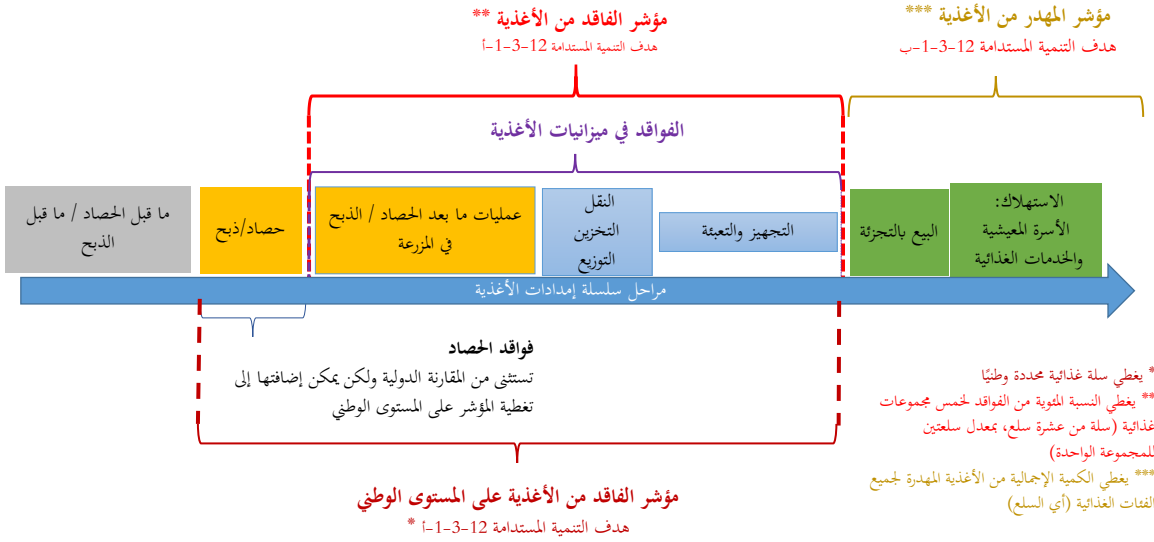 مؤشر المهدر من الأغذية ***
هدف التنمية المستدامة 12-3-1-ب
مؤشر الفاقد من الأغذية **
هدف التنمية المستدامة 12-3-1-أ
الفواقد في ميزانيات الأغذية
ما قبل الحصاد / ما قبل
الذبح
حصاد/ذبح
عمليات ما بعد الحصاد / الذبح
في المزرعة
النقل
التخزين
التوزيع
التجهيز والتعبئة
البيع بالتجزئة
الاستهلاك:
الأسرة المعيشية
والخدمات الغذائية
مراحل سلسلة إمدادات الأغذية
فواقد الحصاد
تستثنى من المقارنة الدولية ولكن يمكن إضافتها إلى
تغطية المؤشر على المستوى الوطني
مؤشر الفاقد من الأغذية على المستوى الوطني
هدف التنمية المستدامة 12-3-1-أ *
* يغطي سلة غذائية محددة وطنيًا
** يغطي النسبة المئوية من الفواقد لخمس مجموعات
غذائية (سلة من عشرة سلع، بمعدل سلعتين
للمجموعة الواحدة)
*** يغطي الكمية الإجمالية من الأغذية المهدرة لجميع
الفئات الغذائية (أي السلع)